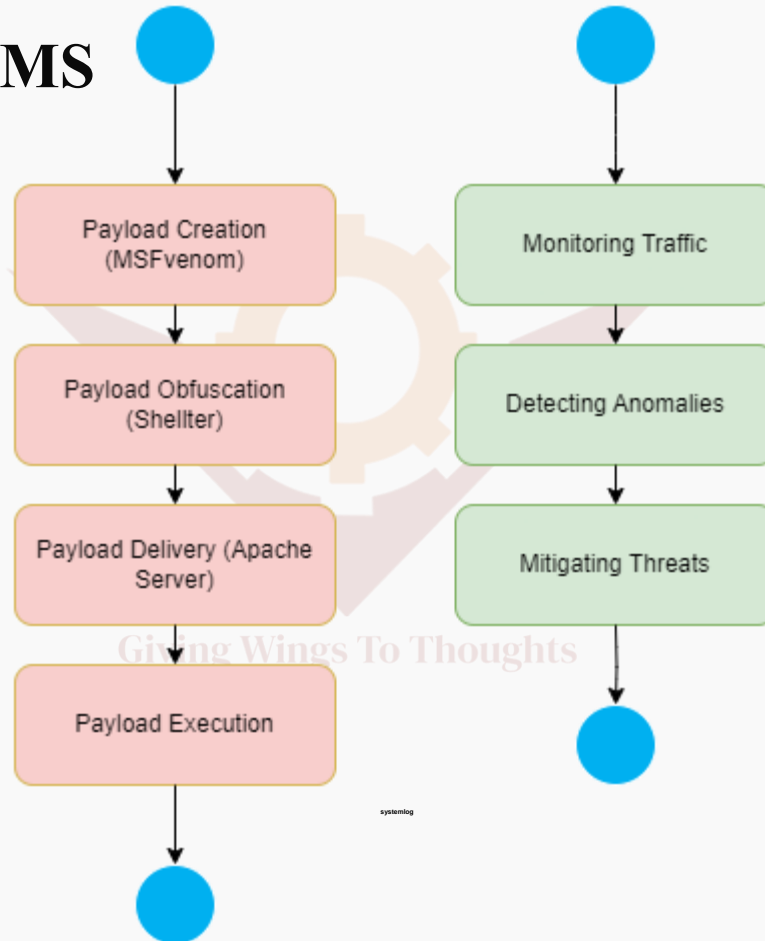 MS
Payload Creation
(MSFvenom)
Payload Obfuscation
(Shellter)
Payload Delivery (Apache
Server)
Payload Execution
Monitoring Traffic
Detecting Anomalies
Mitigating Threats
Giving Wings To Thoughts
systemlog